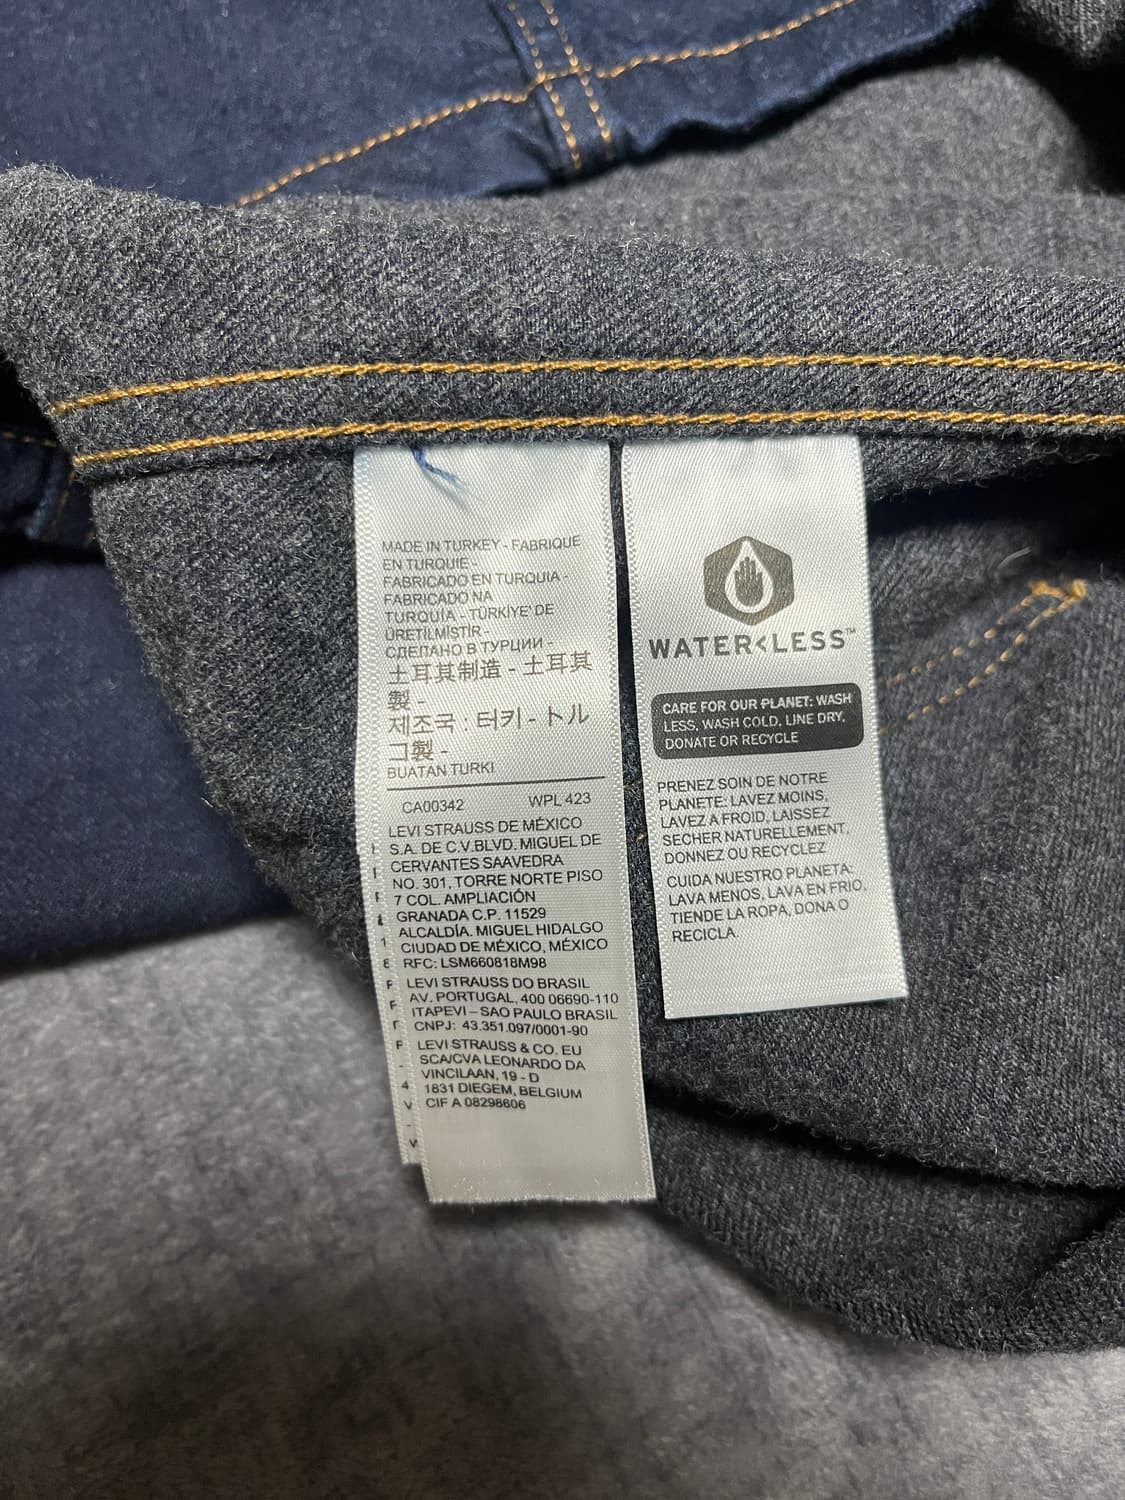 MADE IN TURKEY - FABRIQUE
EN TURQUIE -
FABRICADO EN TURQUIA -
FABRICADO NA
TURQUÍA - TÜRKİYE' DE
ÜRETILMİSTİR -
СДЕЛАНО В ТУРЦИИ -
土耳其制造 - 土耳其
製 -
제조국 : 터키 - トル
コ製 -
BUATAN TURKI
CA00342 WPL 423
LEVI STRAUSS DE MÉXICO
S.A. DE C.V.BLVD. MIGUEL DE
CERVANTES SAAVEDRA
NO. 301, TORRE NORTE PISO
7 COL. AMPLIACIÓN
GRANADA C.P. 11529
ALCALDÍA. MIGUEL HIDALGO
CIUDAD DE MÉXICO, MÉXICO
RFC: LSM660818M98
LEVI STRAUSS DO BRASIL
AV. PORTUGAL, 400 06690-110
ITAPEVI – SAO PAULO BRASIL
CNPJ: 43.351.097/0001-90
LEVI STRAUSS & CO. EU
SCA/CVA LEONARDO DA
VINCILAAN, 19 - D
1831 DIEGEM, BELGIUM
CIF A 08298606
WATER<LESS™
CARE FOR OUR PLANET: WASH
LESS, WASH COLD, LINE DRY,
DONATE OR RECYCLE
PRENEZ SOIN DE NOTRE
PLANETE: LAVEZ MOINS,
LAVEZ A FROID, LAISSEZ
SECHER NATURELLEMENT,
DONNEZ OU RECYCLEZ
CUIDA NUESTRO PLANETA:
LAVA MENOS, LAVA EN FRIO,
TIENDE LA ROPA, DONA O
RECICLA.